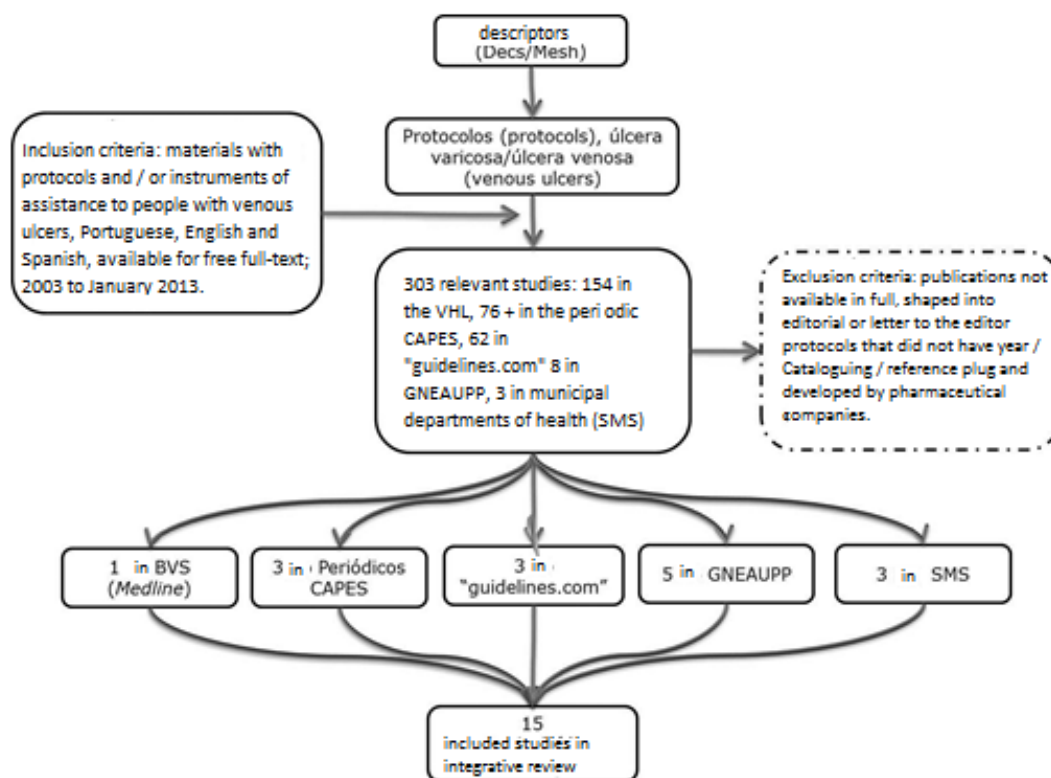 descriptors
(Decs/Mesh)
Protocolos (protocols), úlcera
varicosa/úlcera venosa
(venous ulcers)
Inclusion criteria: materials with
protocols and / or instruments of
assistance to people with venous
ulcers, Portuguese, English and
Spanish, available for free full-text;
2003 to January 2013.
303 relevant studies: 154 in
the VHL, 76 + in the peri odic
CAPES, 62 in
"guidelines.com" 8 in
GNEAUPP, 3 in municipal
departments of health (SMS)
Exclusion criteria: publications not
available in full, shaped into
editorial or letter to the editor
protocols that did not have year /
Cataloguing / reference plug and
developed by pharmaceutical
companies.
1 in BVS
(Medline)
3 in Periódicos
CAPES
3 in
"guidelines.com"
5 in GNEAUPP
3 in SMS
15
included studies in
integrative review